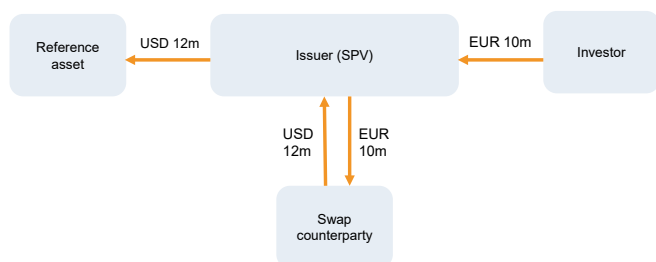 Reference
asset
USD 12m
Issuer (SPV)
EUR 10m
Investor
USD
12m
EUR
10m
Swap
counterparty